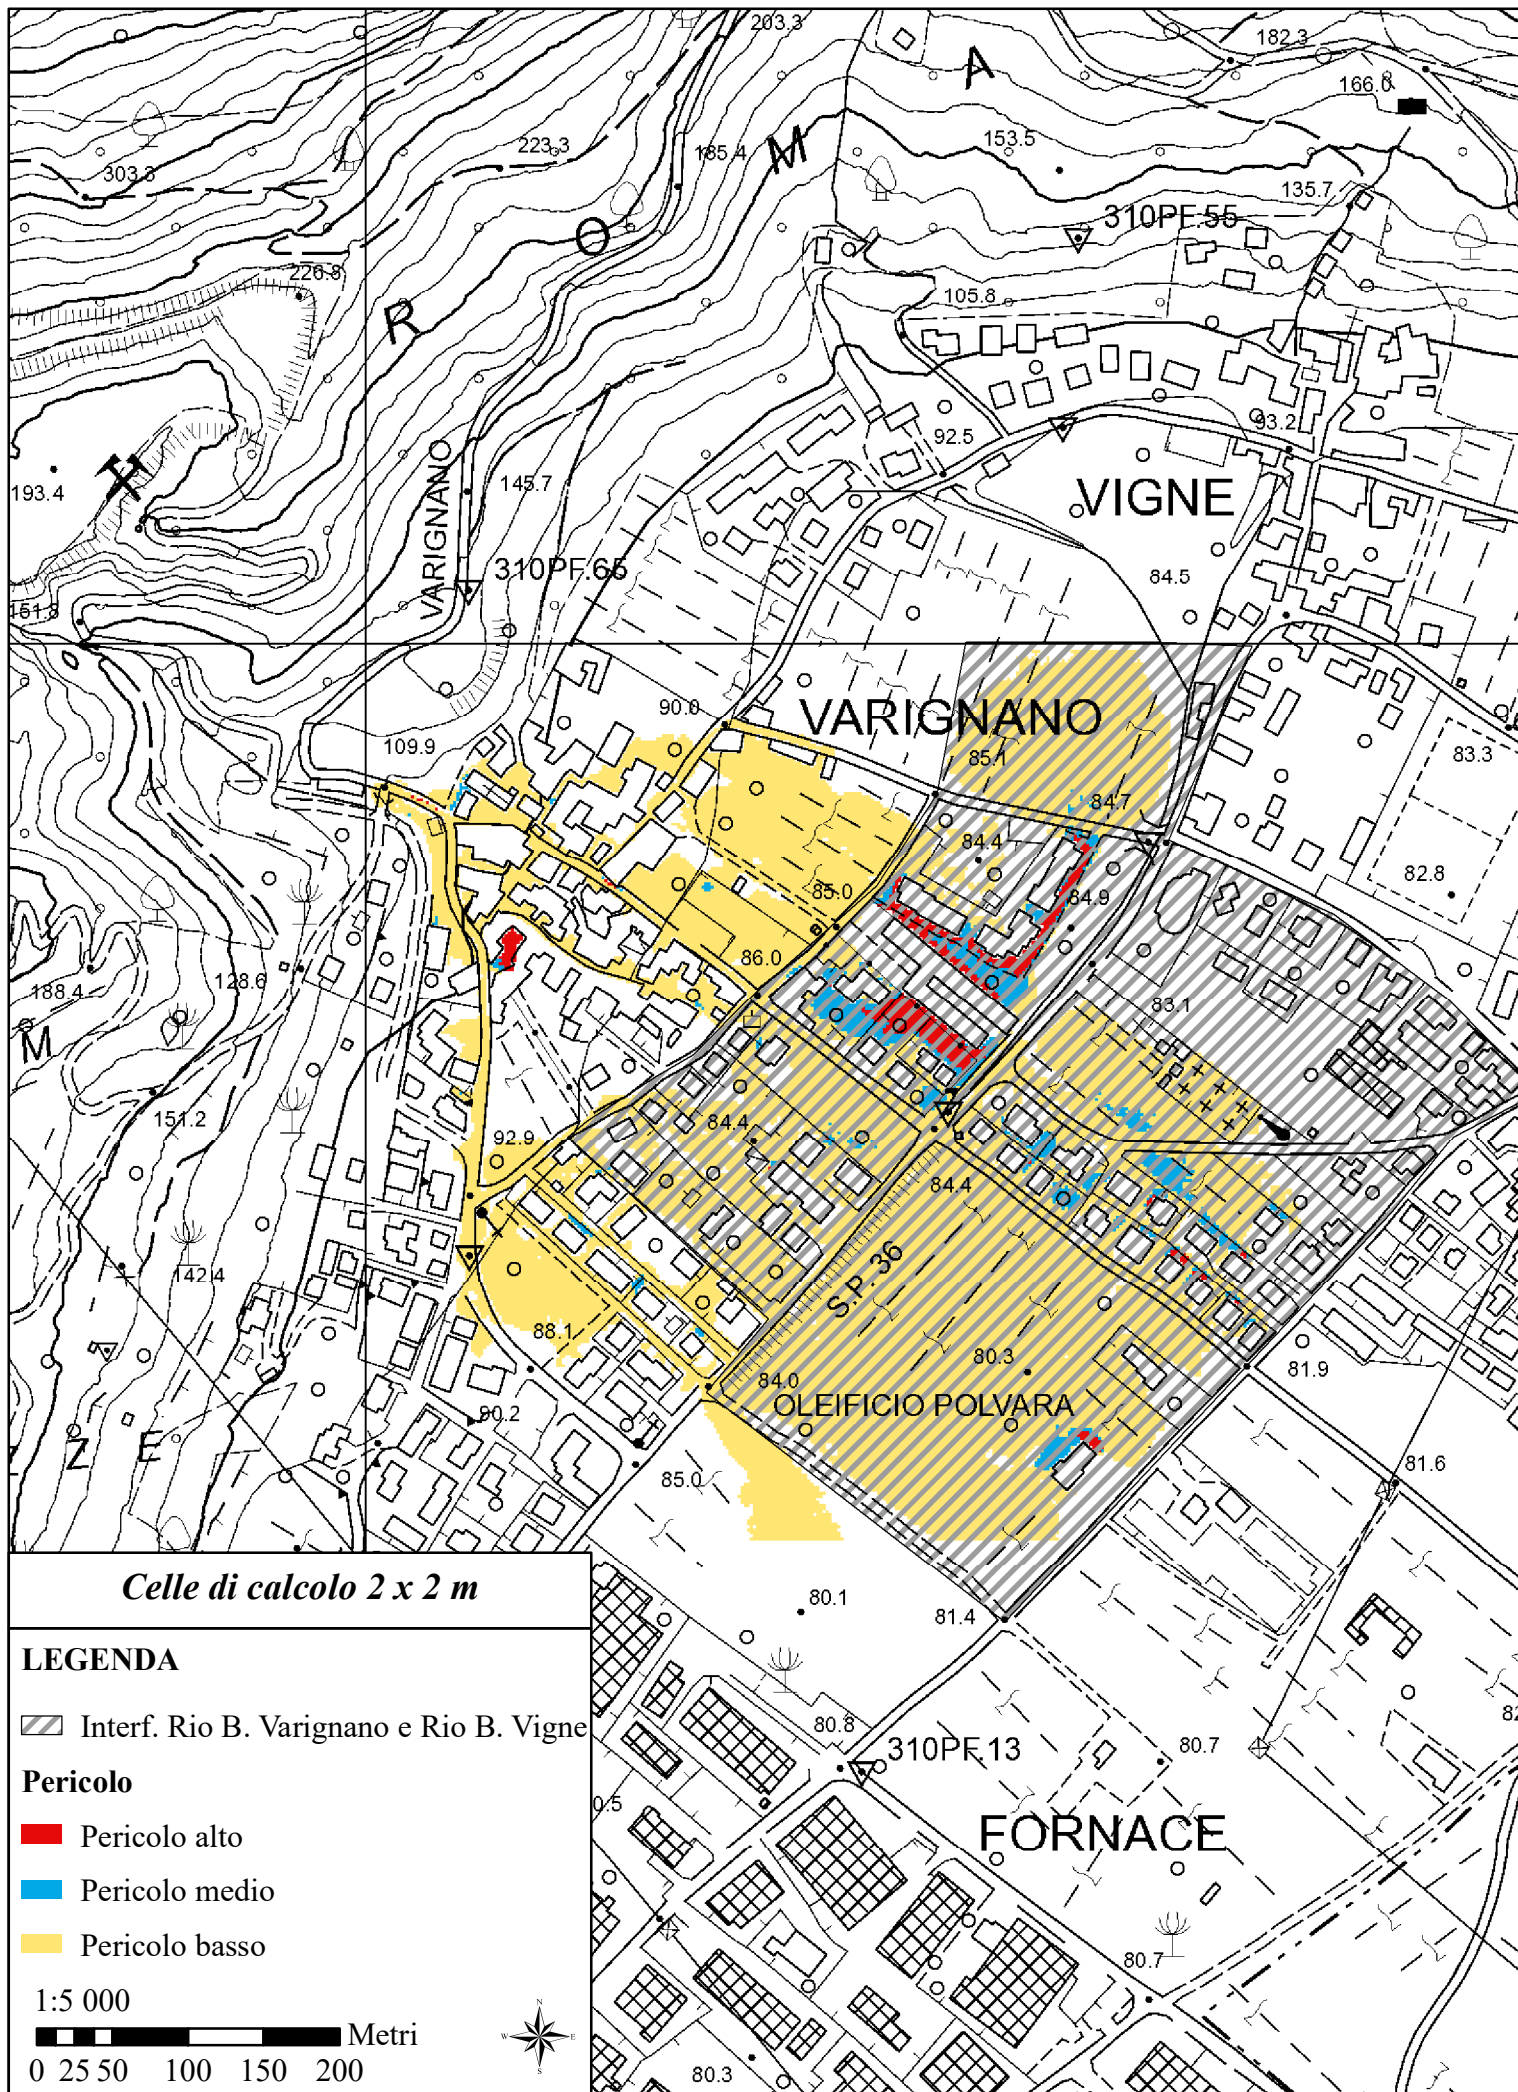 203.3
182.3
A
166.0
M
153.5
223.3
185.4
303.3
135.7
310PF.55
O
226.8
105.8
R
93.2
92.5
VARIGNANO
145.7
193.4
VIGNE
310PF.65
84.5
151.8
90.0
VARIGNANO
109.9
85.1
83.3
84.7
84.4
82.8
85.0
84.9
86.0
128.6
188.4
83.1
M
151.2
84.4
92.9
84.4
142.4
S.P. 36
88.1
80.3
81.9
84.0
OLEIFICIO POLVARA
90.2
Z E
81.6
85.0
80.1
81.4
Celle di calcolo 2 x 2 m
LEGENDA
Interf. Rio B. Varignano e Rio B. Vigne
80.8
310PF.13
80.7
82
Pericolo
0.5
Pericolo alto
FORNACE
Pericolo medio
Pericolo basso
80.7
1:5 000
Metri
N
W E
S
0 25 50 100 150 200
80.3